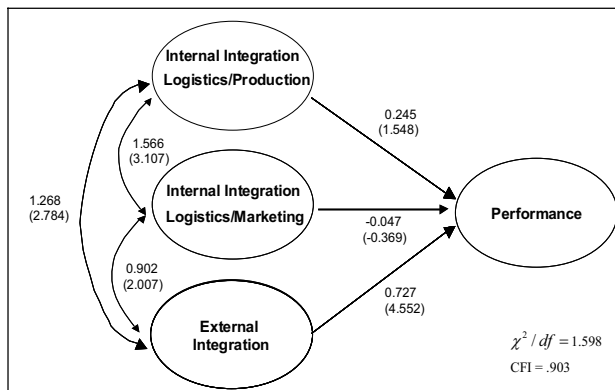 Internal Integration
Logistics/Production
0.245
(1.548)
1.566
(3.107)
Internal Integration
Logistics/Marketing
1.268
(2.784)
-0.047
(-0.369)
Performance
0.902
(2.007)
0.727
(4.552)
External
Integration
χ² / df = 1.598
CFI = .903